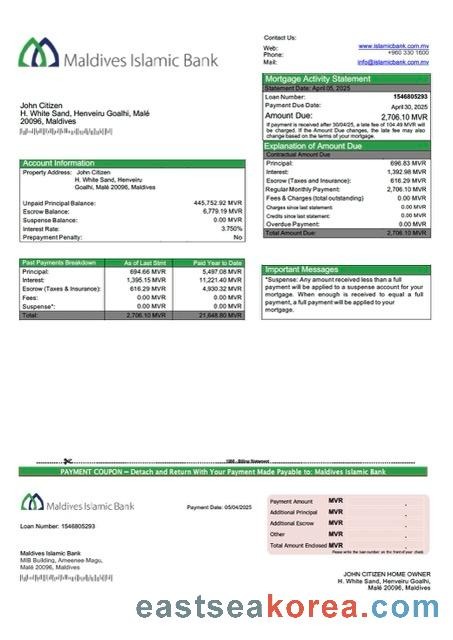 Maldives Islamic Bank
Contact Us:
Web: www.islamicbank.com.mv
Phone: +960 330 1600
Mail: info@islamicbank.com.mv
Mortgage Activity Statement
Statement Date: April 05, 2025
Loan Number: 1546805293
Payment Due Date: April 30, 2025
Amount Due: 2,706.10 MVR
If payment is received after 30/04/25, a late fee of 104.49 MVR will
be charged. If the Amount Due changes, the late fee may also
change based on terms of your mortgage.
John Citizen
H. White Sand, Henveiru Goalhi, Malé
20096, Maldives
Explanation of Amount Due
Contractual Amount Due
Principal: 696.83 MVR
Interest: 1,392.98 MVR
Escrow (Taxes and Insurance): 616.29 MVR
Regular Monthly Payment: 2,706.10 MVR
Fees & Charges (total outstanding) 0.00 MVR
Charges since last statement: 0.00 MVR
Credits since last statement: 0.00 MVR
Overdue Payment: 0.00 MVR
Total Amount Due: 2,706.10 MVR
Account Information
Property Address: John Citizen
H. White Sand, Henveiru
Goalhi, Malé 20096, Maldives
Unpaid Principal Balance: 445,752.92 MVR
Escrow Balance: 6,779.19 MVR
Suspense Balance: 0.00 MVR
Interest Rate: 3.750%
Prepayment Penalty: No
Past Payments Breakdown As of Last Stmt Paid Year to Date
Principal: 694.66 MVR 5,497.08 MVR
Interest: 1,395.15 MVR 11,221.40 MVR
Escrow (Taxes & Insurance): 616.29 MVR 4,930.32 MVR
Fees: 0.00 MVR 0.00 MVR
Suspense*: 0.00 MVR 0.00 MVR
Total: 2,706.10 MVR 21,648.80 MVR
Important Messages
*Suspense: Any amount received less than a full
payment will be applied to a suspense account for your
mortgage. When enough is received to equal a full
payment, a full payment will be applied to your
mortgage.
Billing Statement
PAYMENT COUPON – Detach and Return With Your Payment Made Payable to: Maldives Islamic Bank
Maldives Islamic Bank
Payment Date: 05/04/2025
Loan Number: 1546805293
Payment Amount MVR .
Additional Principal MVR .
Additional Escrow MVR .
Other MVR .
Total Amount Enclosed MVR .
Please write the loan number on the front of your check.
Maldives Islamic Bank
MIB Building, Ameenee Magu,
Malé 20096, Maldives
JOHN CITIZEN HOME OWNER
H. White Sand, Henveiru Goalhi,
Malé 20096, Maldives
eastseakorea.com